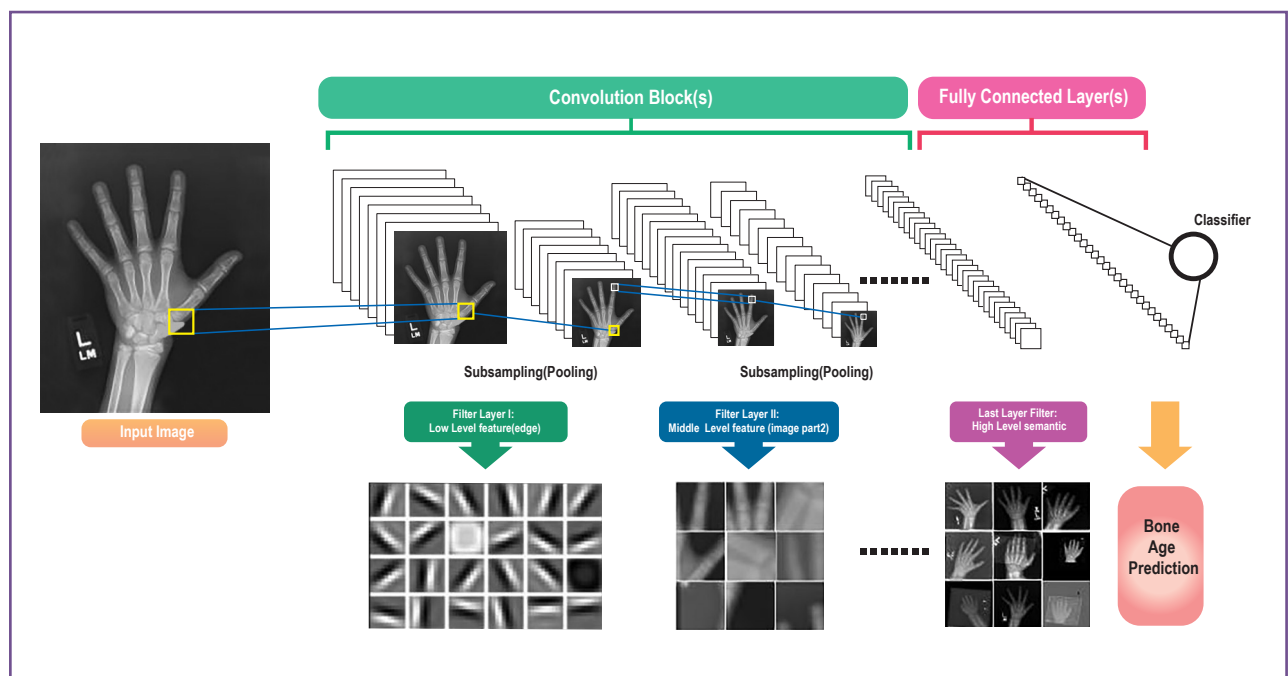 Convolution Block(s)
Fully Connected Layer(s)
Classifier
L
LM
L
LM
Input Image
Subsampling(Pooling)
Subsampling(Pooling)
Filter Layer I:
Low Level feature(edge)
Filter Layer II:
Middle Level feature (image part2)
Last Layer Filter:
High Level semantic
Bone
Age
Prediction